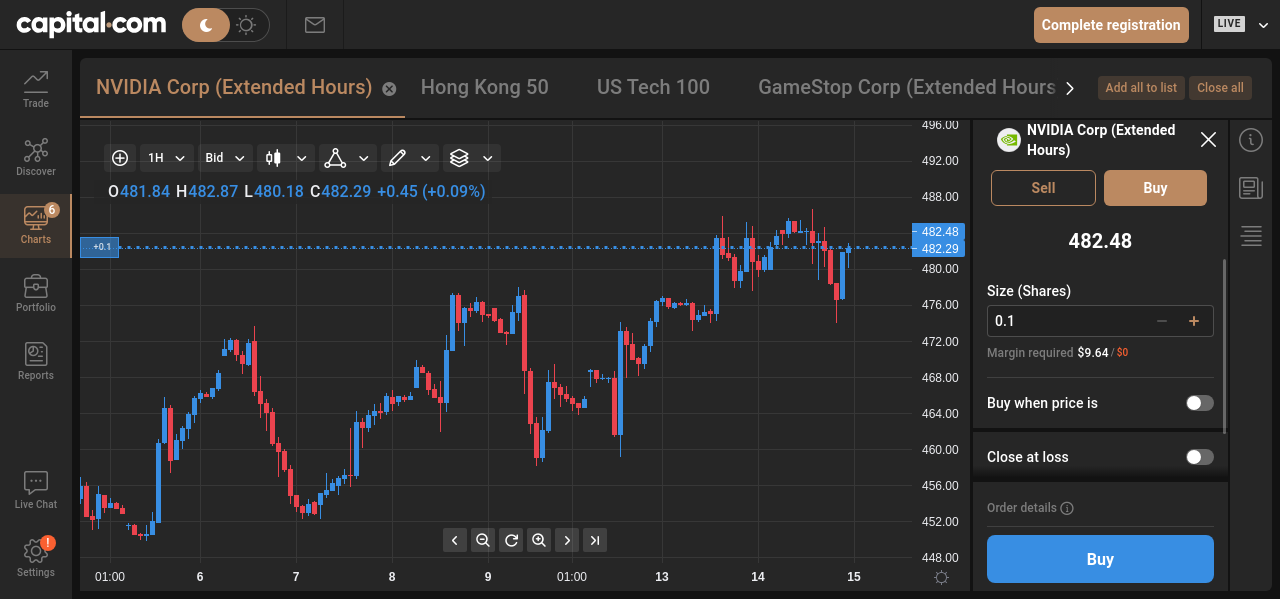 capital.com
Complete registration
LIVE
NVIDIA Corp (Extended Hours)
Hong Kong 50
US Tech 100
GameStop Corp (Extended Hours
Add all to list
Close all
Trade
Discover
6
Charts
Portfolio
Reports
Live Chat
!
Settings
1H
Bid
O481.84 H482.87 L480.18 C482.29 +0.45 (+0.09%)
+0.1
496.00
492.00
488.00
482.48
482.29
480.00
476.00
472.00
468.00
464.00
460.00
456.00
452.00
448.00
01:00
6
7
8
9
01:00
13
14
15
NVIDIA Corp (Extended
Hours)
Sell
Buy
482.48
Size (Shares)
0.1
Margin required $9.64 / $0
Buy when price is
Close at loss
Order details
Buy